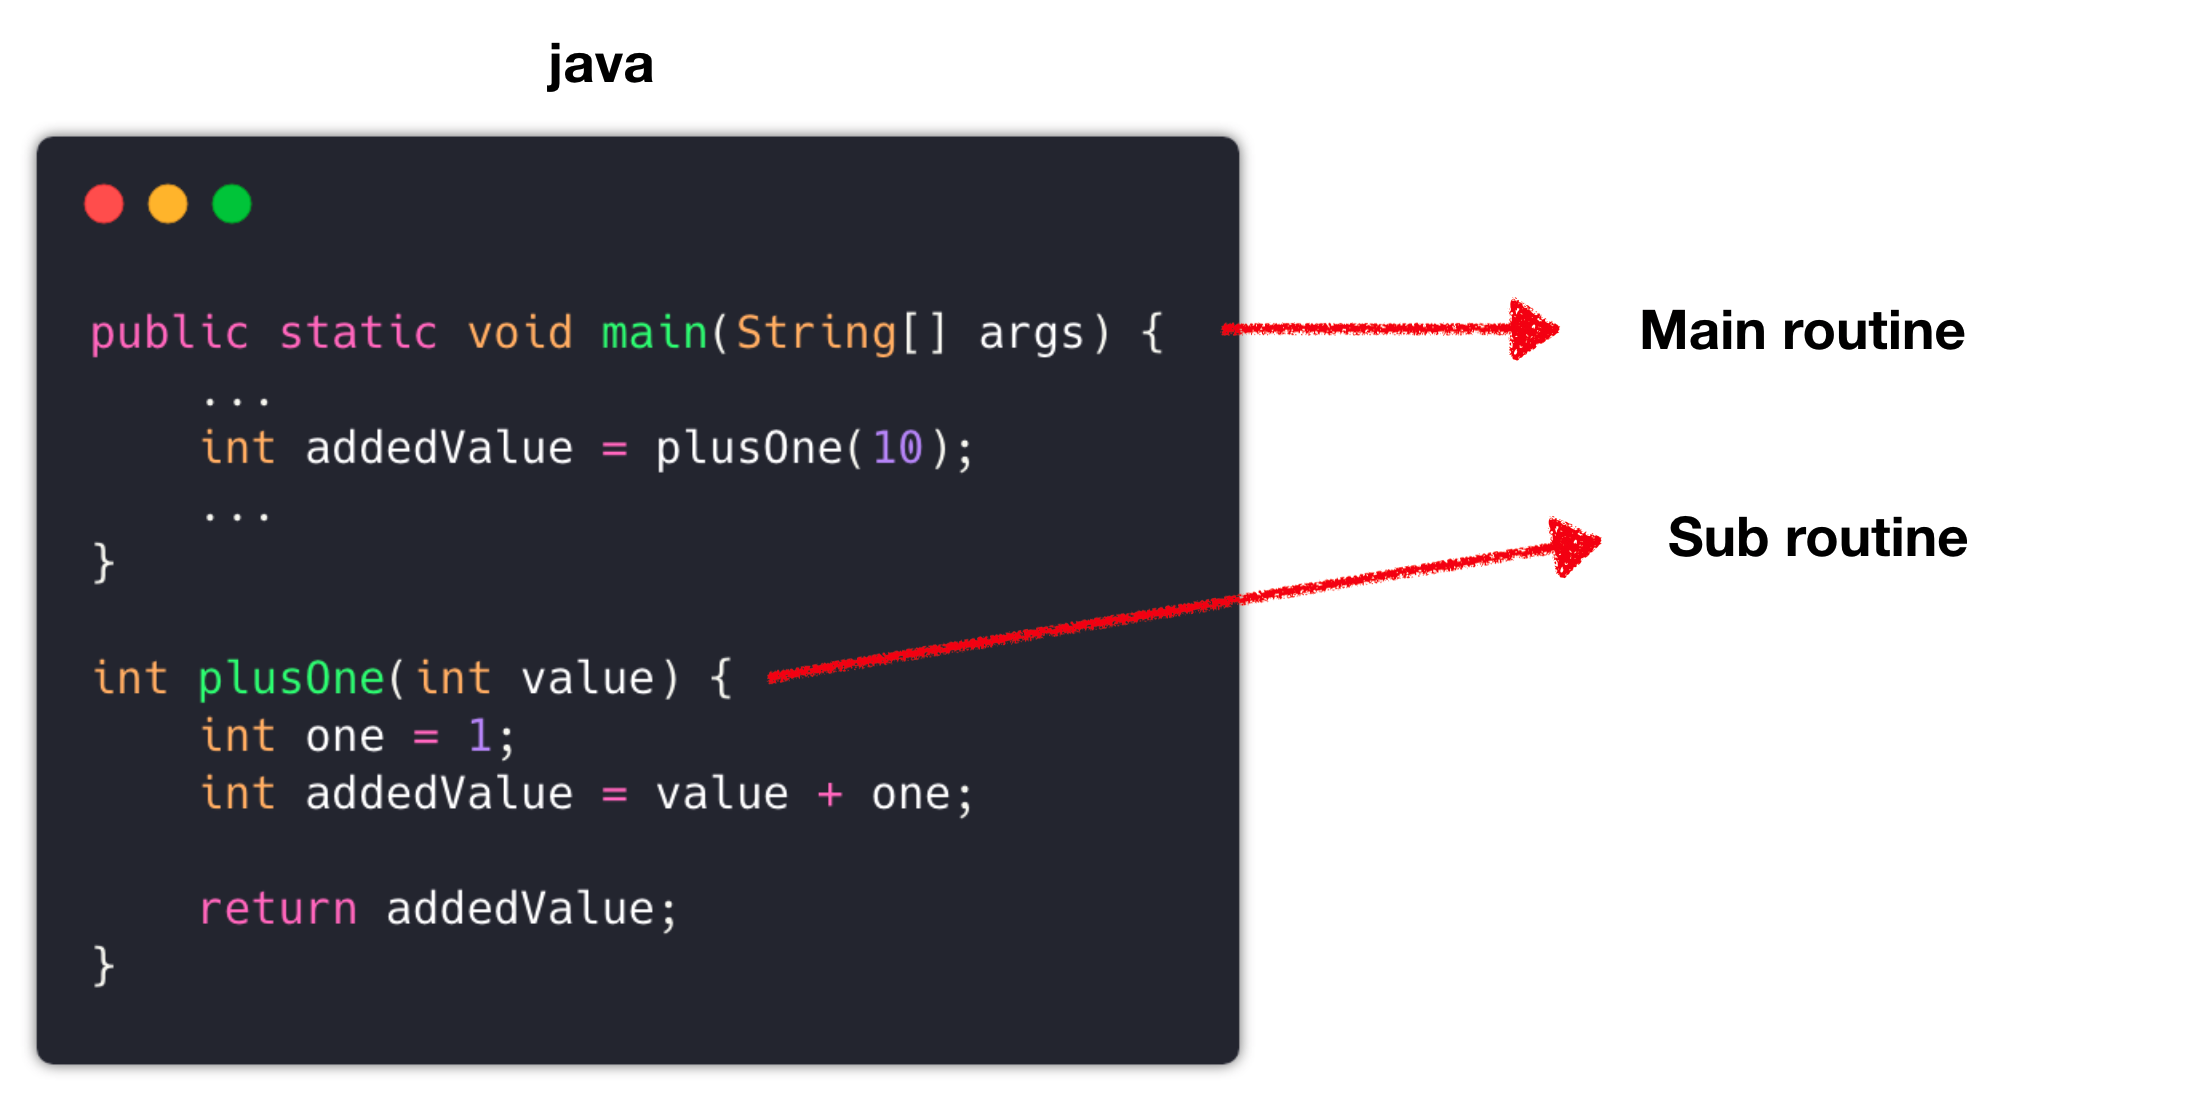 java
public static void main(String[] args) {
    ...
    int addedValue = plusOne(10);
    ...
}
int plusOne(int value) {
    int one = 1;
    int addedValue = value + one;
    return addedValue;
}
Main routine
Sub routine